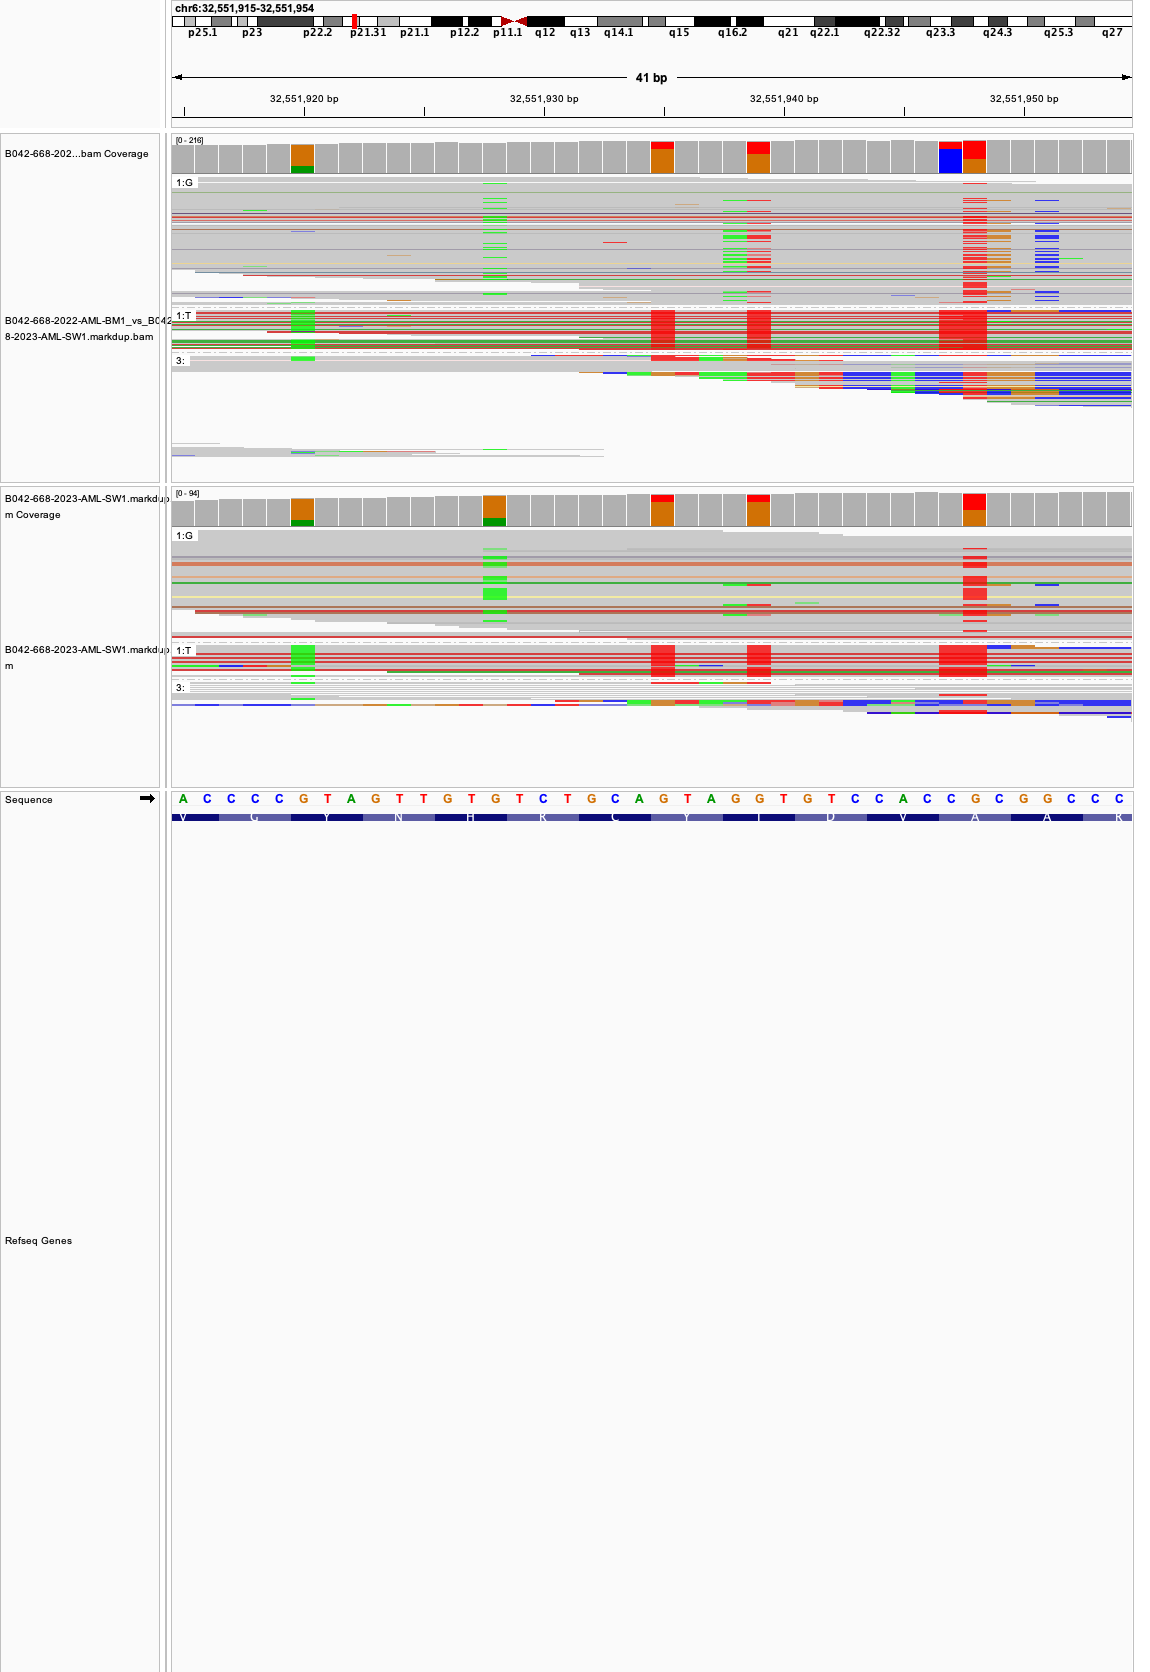 chr6:32,551,915-32,551,954
p25.1 p23 p22.2 p21.31 p21.1 p12.2 p11.1 q12 q13 q14.1 q15 q16.2 q21 q22.1 q22.32 q23.3 q24.3 q25.3 q27
41 bp
32,551,920 bp 32,551,930 bp 32,551,940 bp 32,551,950 bp
[0 - 216]
B042-668-202...bam Coverage
1:G
1:T
B042-668-2022-AML-BM1_vs_B042
8-2023-AML-SW1.markdup.bam
3:
[0 - 94]
B042-668-2023-AML-SW1.markdup
m Coverage
1:G
B042-668-2023-AML-SW1.markdup
1:T
m
3:
Sequence A C C C C G T A G T T G T G T C T G C A G T A G G T G T C C A C C G C G G C C C
V G Y N H R C Y T D V A A R
Refseq Genes